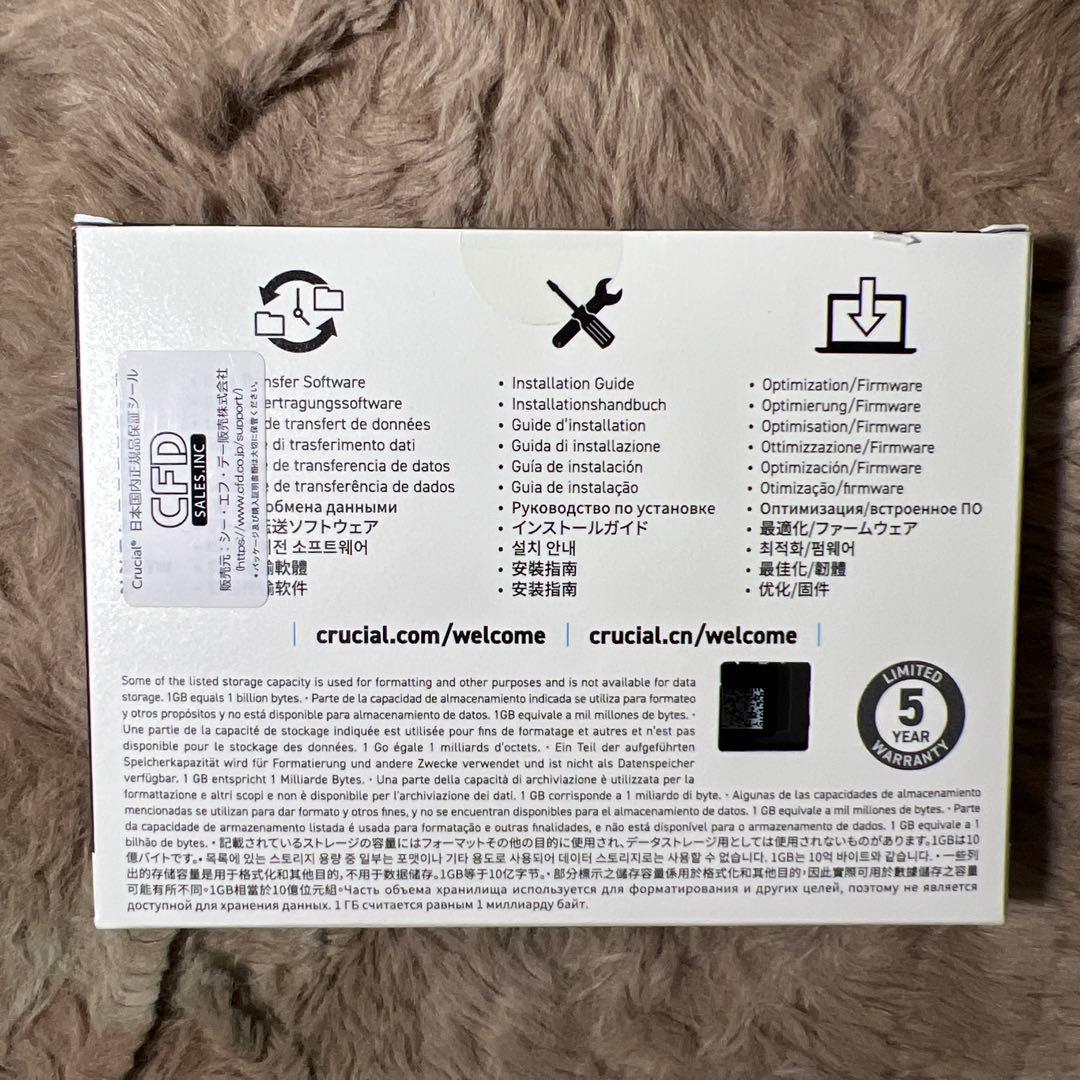 Crucial® 日本国内正規品保証シール
CFD
SALES.INC
販売元：シー・エフ・デー販売株式会社
(https//www.cfd.co.jp/support/)
•パッケージ及び購入証明書類は大切に保管ください。
nsfer Software
ertragungssoftware
de transfert de données
di trasferimento dati
de transferencia de datos
de transferência de dados
обмена данными
送ソフトウェア
전 소프트웨어
輸軟體
输软件
• Installation Guide
• Installationshandbuch
• Guide d'installation
• Guida di installazione
• Guía de instalación
• Guia de instalação
• Руководство по установке
• インストールガイド
• 설치 안내
• 安裝指南
• 安装指南
• Optimization/Firmware
• Optimierung/Firmware
• Optimisation/Firmware
• Ottimizzazione/Firmware
• Optimización/Firmware
• Otimização/firmware
• Оптимизация/встроенное ПО
• 最適化/ファームウェア
• 최적화/펌웨어
• 最佳化/韌體
• 优化/固件
crucial.com/welcome
crucial.cn/welcome
Some of the listed storage capacity is used for formatting and other purposes and is not available for data
storage. 1GB equals 1 billion bytes. • Parte de la capacidad de almacenamiento indicada se utiliza para formateo
y otros propósitos y no está disponible para almacenamiento de datos. 1GB equivale a mil millones de bytes. •
Une partie de la capacité de stockage indiquée est utilisée pour fins de formatage et autres et n'est pas
disponible pour le stockage des données. 1 Go égale 1 milliards d'octets. • Ein Teil der aufgeführten
Speicherkapazität wird für Formatierung und andere Zwecke verwendet und ist nicht als Datenspeicher
verfügbar. 1 GB entspricht 1 Milliarde Bytes. • Una parte della capacità di archiviazione è utilizzata per la
formattazione e altri scopi e non è disponibile per l'archiviazione dei dati. 1 GB corrisponde a 1 miliardo di byte. • Algunas de las capacidades de almacenamiento
mencionadas se utilizan para dar formato y otros fines, y no se encuentran disponibles para el almacenamiento de datos. 1 GB equivale a mil millones de bytes. • Parte
da capacidade de armazenamento listada é usada para formatação e outras finalidades, e não está disponível para o armazenamento de dados. 1GB equivale a 1
bilhão de bytes. • 記載されているストレージの容量にはフォーマットその他の目的に使用され、データストレージ用としては使用されないものがあります。1GBは10
億バイトです。• 목록에 있는 스토리지 용량 중 일부는 포맷이나 기타 용도로 사용되어 데이터 스토리지로는 사용할 수 없습니다. 1GB는 10억 바이트와 같습니다. • 一些列
出的存储容量是用于格式化和其他目的，不用于数据储存。1GB等于10亿字节。• 部分標示之儲存容量係用於格式化和其他目的，因此實際可用於數據儲存之容量
可能有所不同。1GB相當於10億位元組。Часть объема хранилища используется для форматирования и других целей, поэтому не является
доступной для хранения данных. 1 ГБ считается равным 1 миллиарду байт.
LIMITED
5
YEAR
WARRANTY